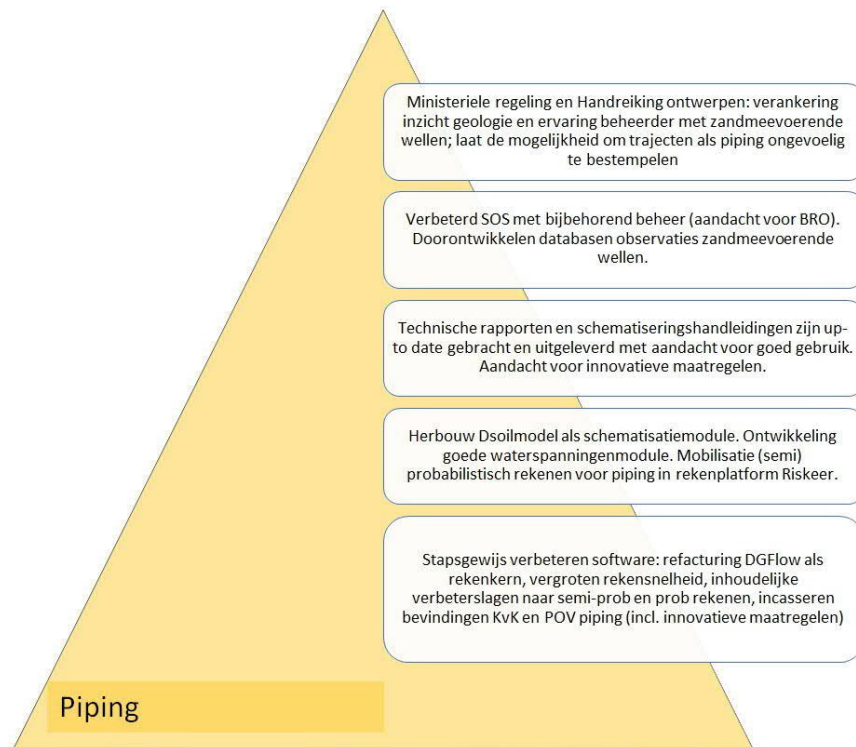 Ministeriele regeling en Handreiking ontwerpen: verankering
inzicht geologie en ervaring beheerder met zandmeevoerende
wellen; laat de mogelijkheid om trajecten als piping ongevoelig
te bestempelen
Verbeterd SOS met bijbehorend beheer (aandacht voor BRO).
Doorontwikkelen databasen observaties zandmeevoerende
wellen.
Technische rapporten en schematiseringshandleidingen zijn up-
to date gebracht en uitgeleverd met aandacht voor goed gebruik.
Aandacht voor innovatieve maatregelen.
Herbouw Dsoilmodel als schematisatiemodule. Ontwikkeling
goede waterspanningenmodule. Mobilisatie (semi)
probabilistisch rekenen voor piping in rekenplatform Riskeer.
Stapsgewijs verbeteren software: refacturing DGFlow als
rekenkern, vergroten rekensnelheid, inhoudelijke
verbeterslagen naar semi-prob en prob rekenen, incasseren
bevindingen KvK en POV piping (incl. innovatieve maatregelen)
Piping